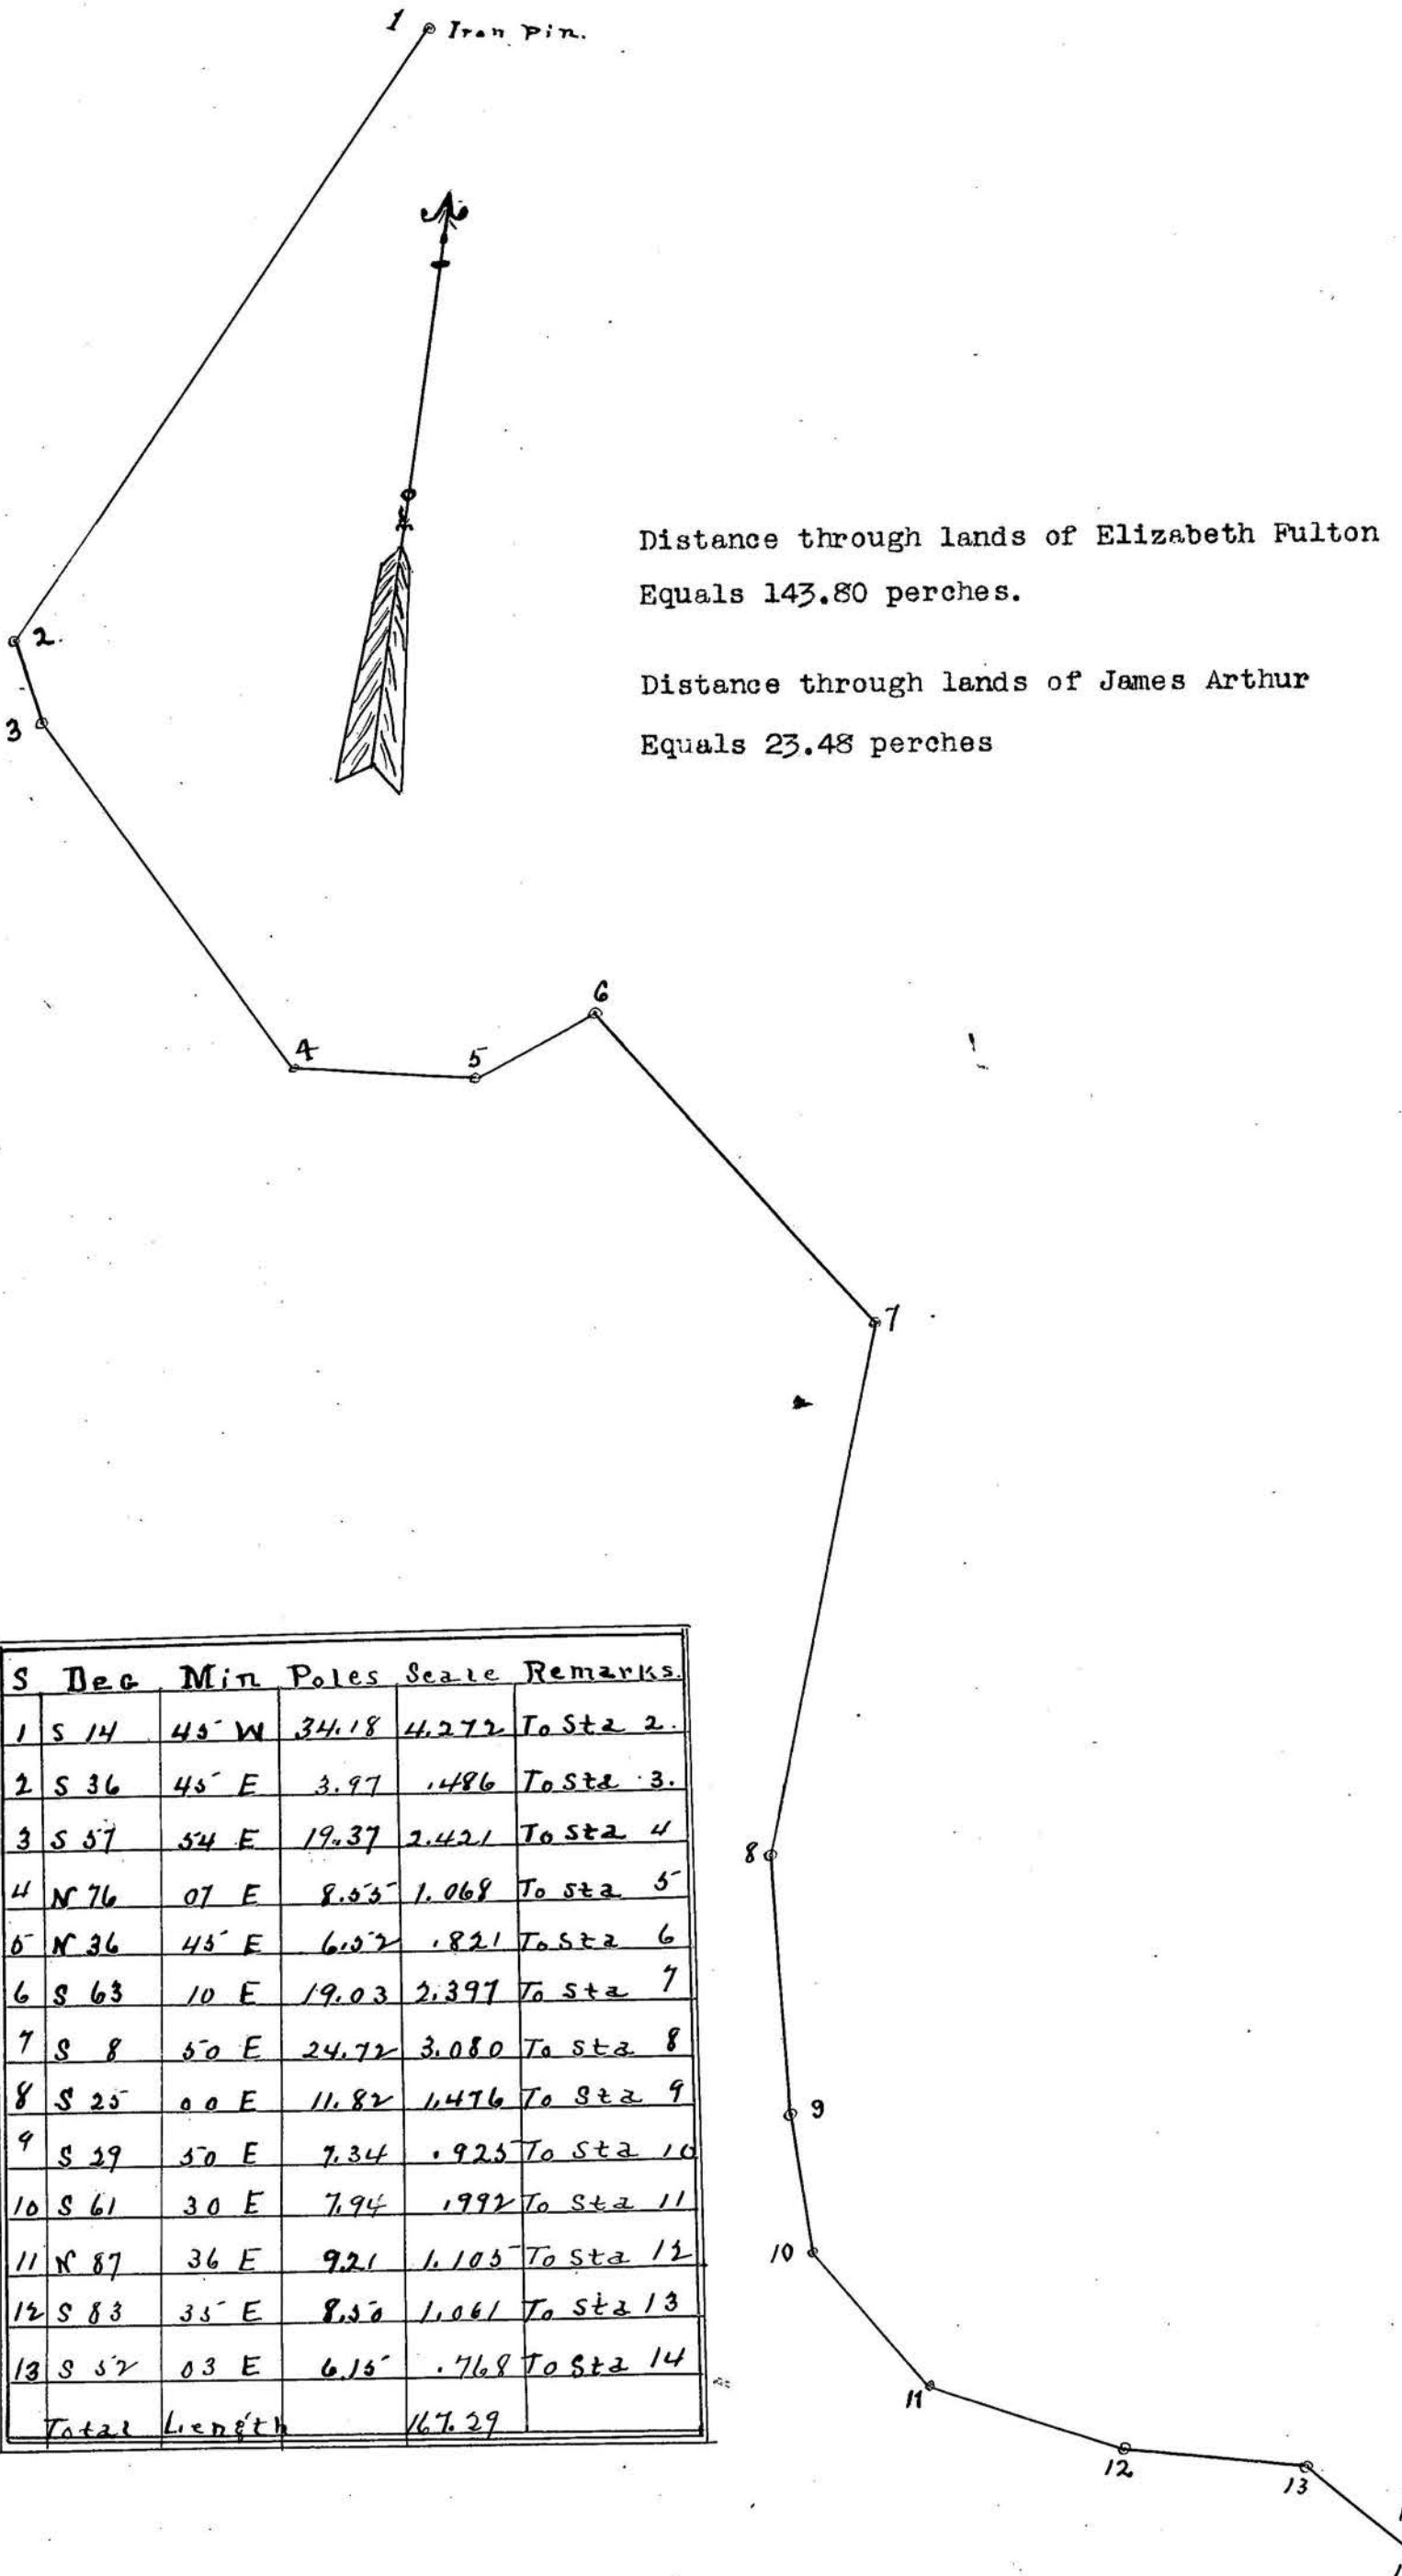 1 Iron Pin.
2.
3
Distance through lands of Elizabeth Fulton
Equals 143.80 perches.
Distance through lands of James Arthur
Equals 23.48 perches
4
5
6
7
S Deg Min Poles Scale Remarks.
1 S 14 45 W 34.18 4.272 To Sta 2.
2 S 36 45 E 3.97 .486 To Sta 3.
3 S 57 54 E 19.37 2.421 To Sta 4
4 N 76 07 E 8.55 1.068 To Sta 5
5 N 36 45 E 6.52 .821 To Sta 6
6 S 63 10 E 19.03 2.397 To Sta 7
7 S 8 50 E 24.72 3.080 To Sta 8
8 S 25 00 E 11.82 1.476 To Sta 9
9 S 29 50 E 7.34 .925 To Sta 10
10 S 61 30 E 7.94 .992 To Sta 11
11 N 87 36 E 9.21 1.105 To Sta 12
12 S 83 35 E 8.50 1.061 To Sta 13
13 S 52 03 E 6.15 .768 To Sta 14
Total Length 167.29
8
9
10
11
12
13